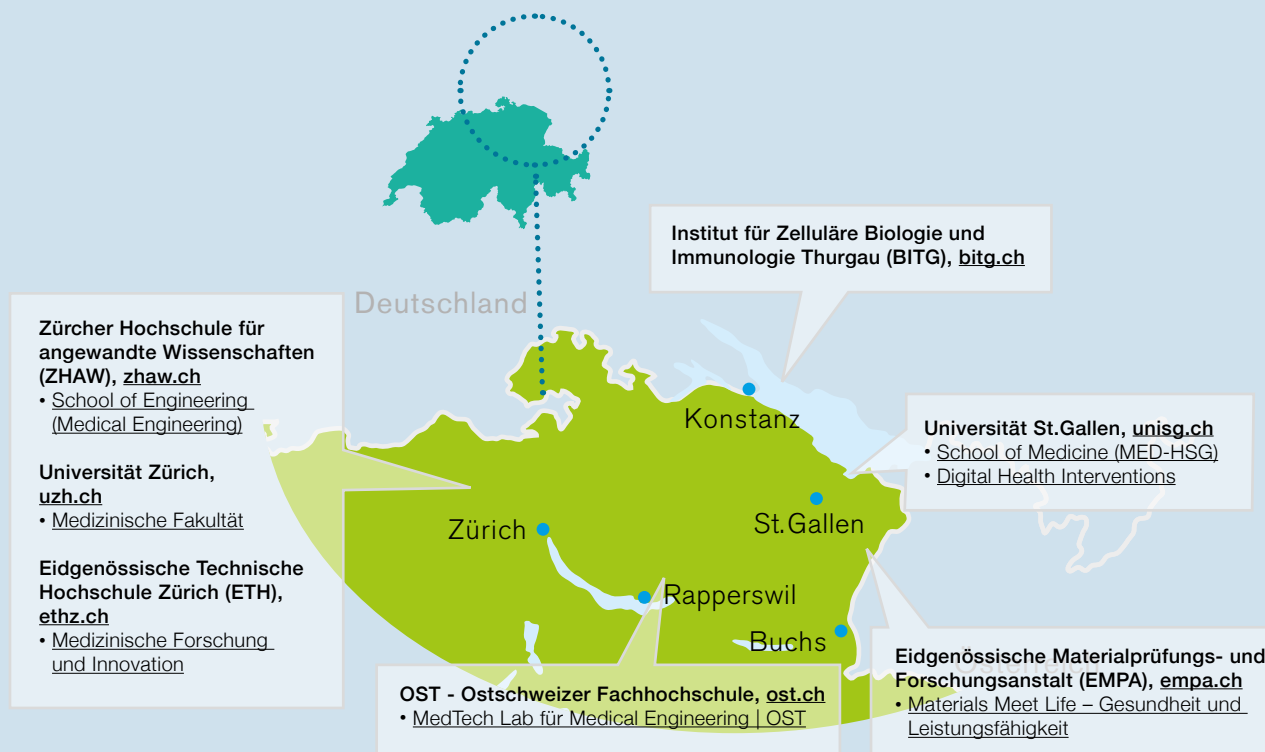 Institut für Zelluläre Biologie und
Immunologie Thurgau (BITG), bitg.ch
Deutschland
Zürcher Hochschule für
angewandte Wissenschaften
(ZHAW), zhaw.ch
• School of Engineering
(Medical Engineering)
Universität Zürich,
uzh.ch
• Medizinische Fakultät
Eidgenössische Technische
Hochschule Zürich (ETH),
ethz.ch
• Medizinische Forschung
und Innovation
Konstanz
Universität St.Gallen, unisg.ch
• School of Medicine (MED-HSG)
• Digital Health Interventions
St.Gallen
Zürich
Rapperswil
Buchs
Österreich
Eidgenössische Materialprüfungs- und
Forschungsanstalt (EMPA), empa.ch
• Materials Meet Life – Gesundheit und
Leistungsfähigkeit
OST - Ostschweizer Fachhochschule, ost.ch
• MedTech Lab für Medical Engineering | OST